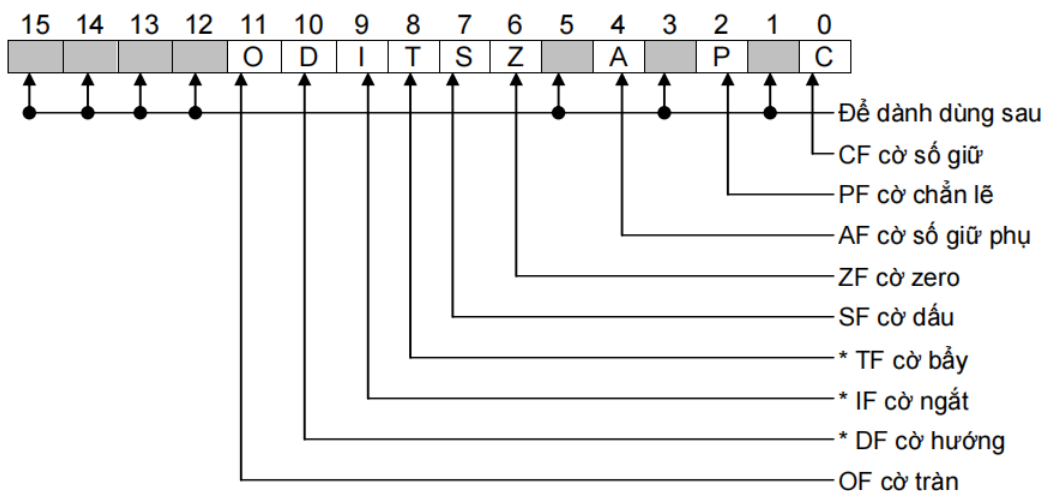 15 14 13 12 11 10 9 8 7 6 5 4 3 2 1 0
O D I T S Z A P C
Để dành dùng sau
CF cờ số giữ
PF cờ chẳn lẽ
AF cờ số giữ phụ
ZF cờ zero
SF cờ dấu
* TF cờ bẩy
* IF cờ ngắt
* DF cờ hướng
OF cờ tràn